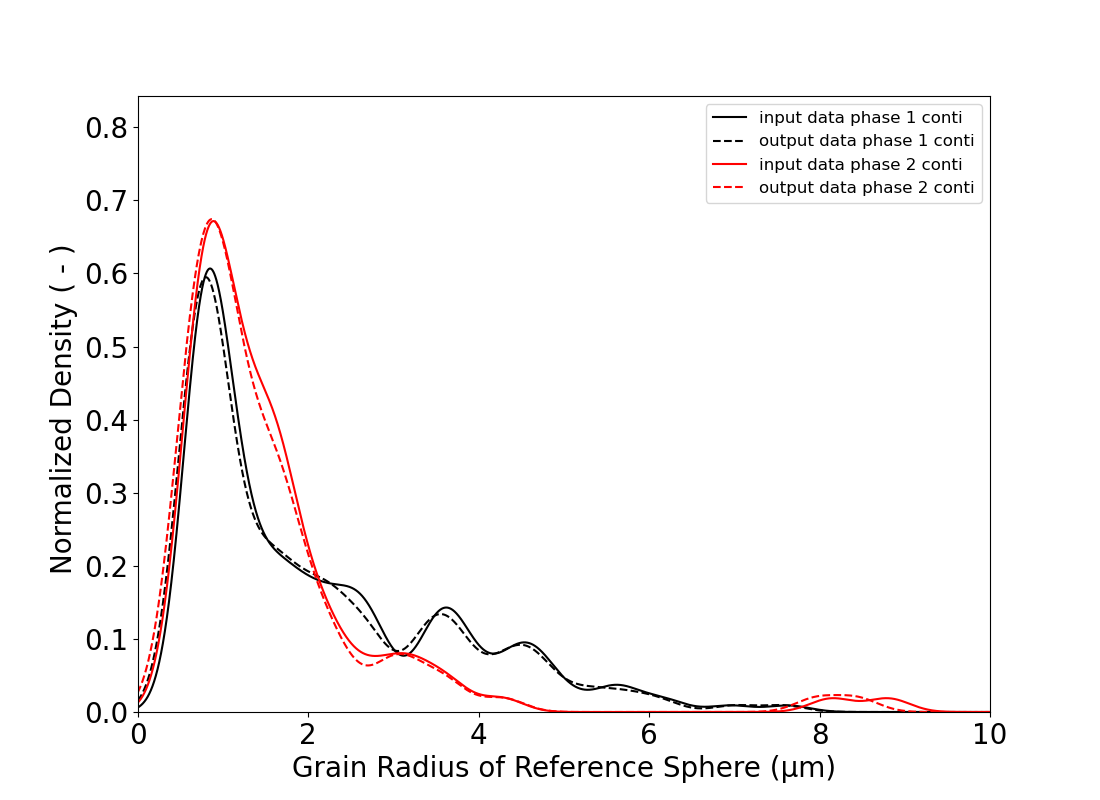 input data phase 1 conti
output data phase 1 conti
input data phase 2 conti
output data phase 2 conti
Normalized Density ( - )
0.8
0.7
0.6
0.5
0.4
0.3
0.2
0.1
0.0
0 2 4 6 8 10
Grain Radius of Reference Sphere (µm)